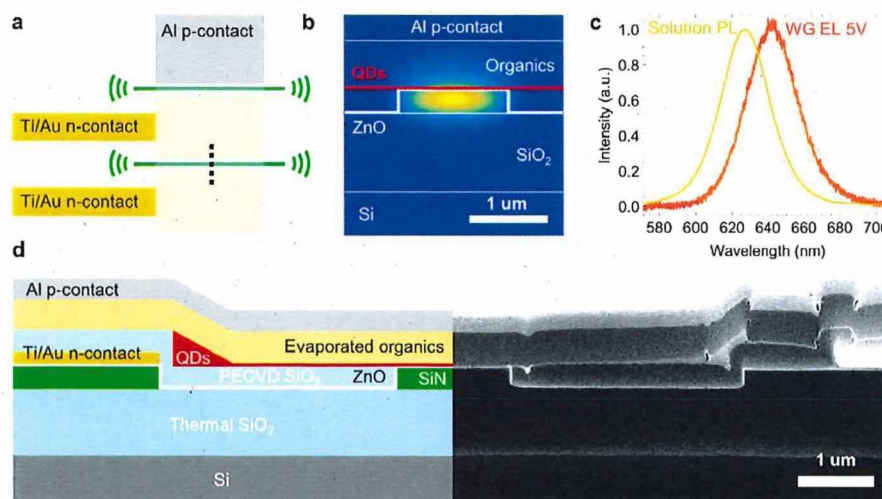 a
Al p-contact
Ti/Au n-contact
Ti/Au n-contact
b
Al p-contact
QDs
Organics
ZnO
SiO₂
Si
1 um
c
Solution PL
WG EL 5V
Intensity (a.u.)
1.0
0.8
0.6
0.4
0.2
0.0
580 600 620 640 660 680 700
Wavelength (nm)
d
Al p-contact
Ti/Au n-contact
QDs
Evaporated organics
PECVD SiO₂
ZnO
SiN
Thermal SiO₂
Si
1 um